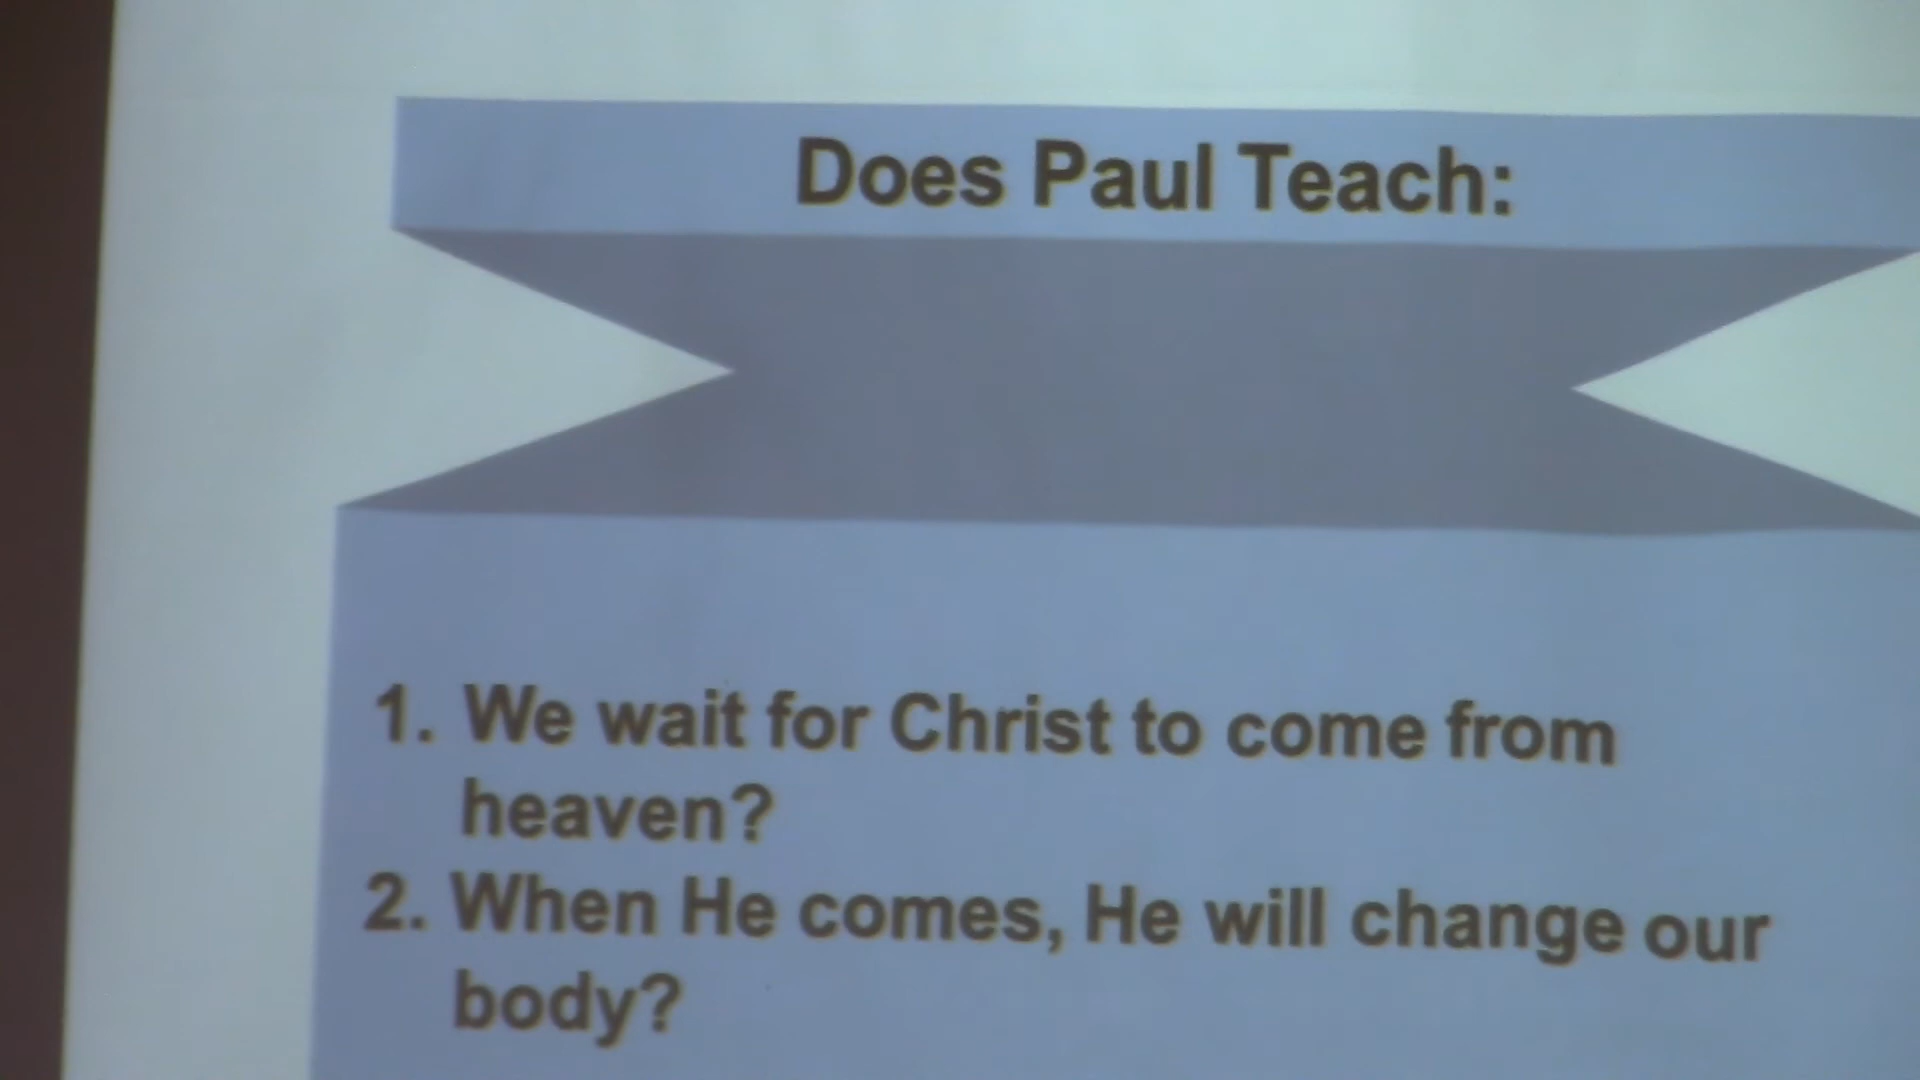 Does Paul Teach:
1. We wait for Christ to come from
heaven?
2. When He comes, He will change our
body?